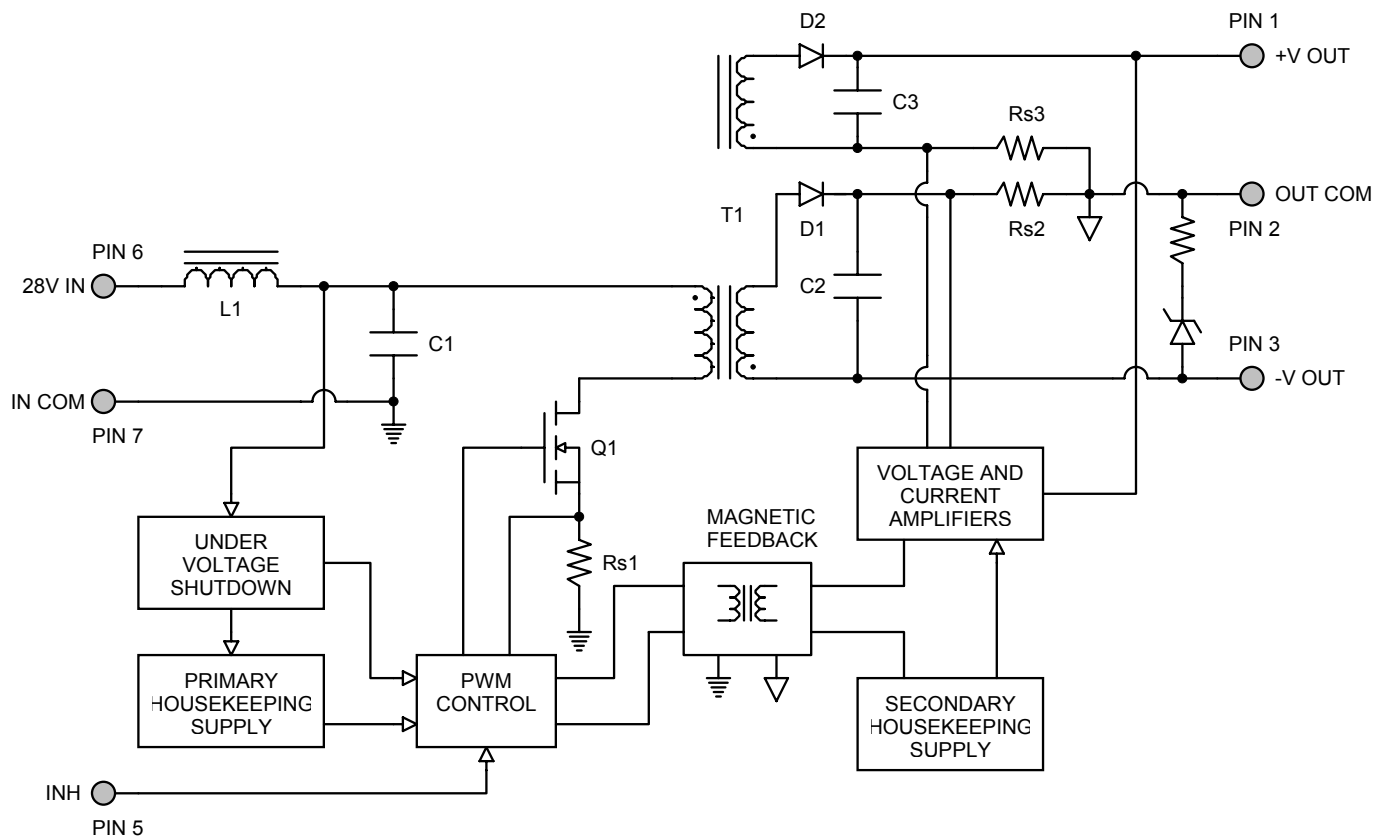 D2
PIN 1
+V OUT
C3
Rs3
T1
D1
Rs2
OUT COM
PIN 2
PIN 6
28V IN
L1
C1
C2
PIN 3
-V OUT
IN COM
PIN 7
Q1
VOLTAGE AND
CURRENT
AMPLIFIERS
MAGNETIC
FEEDBACK
UNDER
VOLTAGE
SHUTDOWN
Rs1
PRIMARY
HOUSEKEEPING
SUPPLY
PWM
CONTROL
SECONDARY
HOUSEKEEPING
SUPPLY
INH
PIN 5